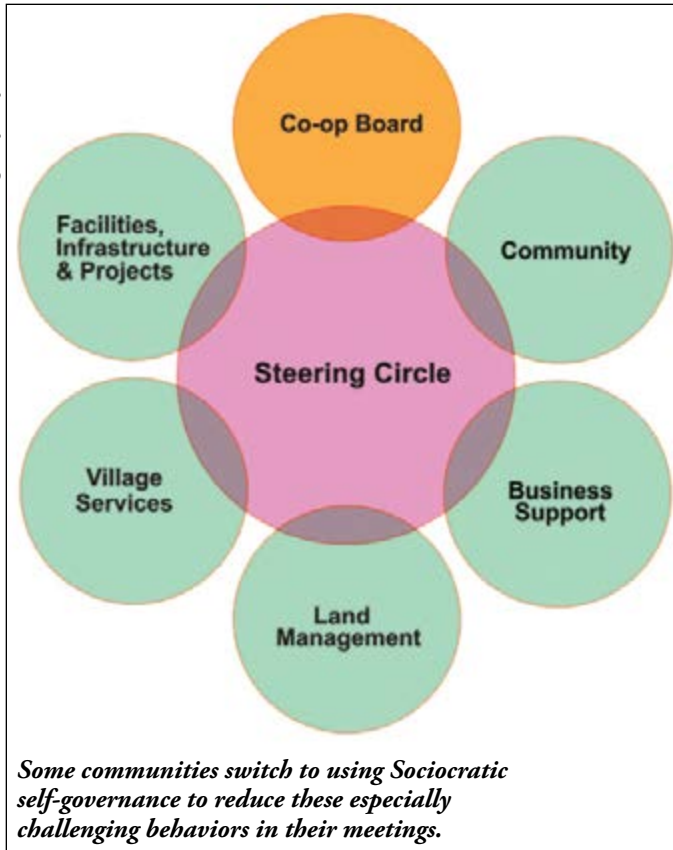 Co-op Board
Facilities,
Infrastructure
& Projects
Community
Steering Circle
Village
Services
Business
Support
Land
Management
Some communities switch to using Sociocratic
self-governance to reduce these especially
challenging behaviors in their meetings.